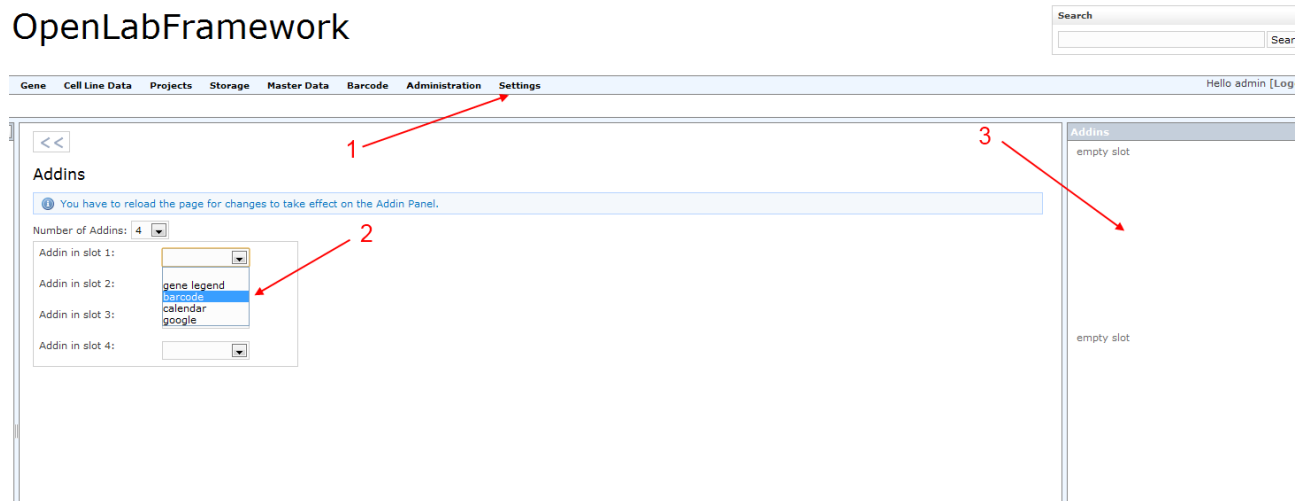 OpenLabFramework
Search
Sear
Gene Cell Line Data Projects Storage Master Data Barcode Administration Settings
Hello admin [Log
1
<<
Addins
You have to reload the page for changes to take effect on the Addin Panel.
Number of Addins: 4
2
Addin in slot 1:
gene legend
Addin in slot 2:
barcode
calendar
Addin in slot 3:
google
Addin in slot 4:
3
Addins
empty slot
empty slot